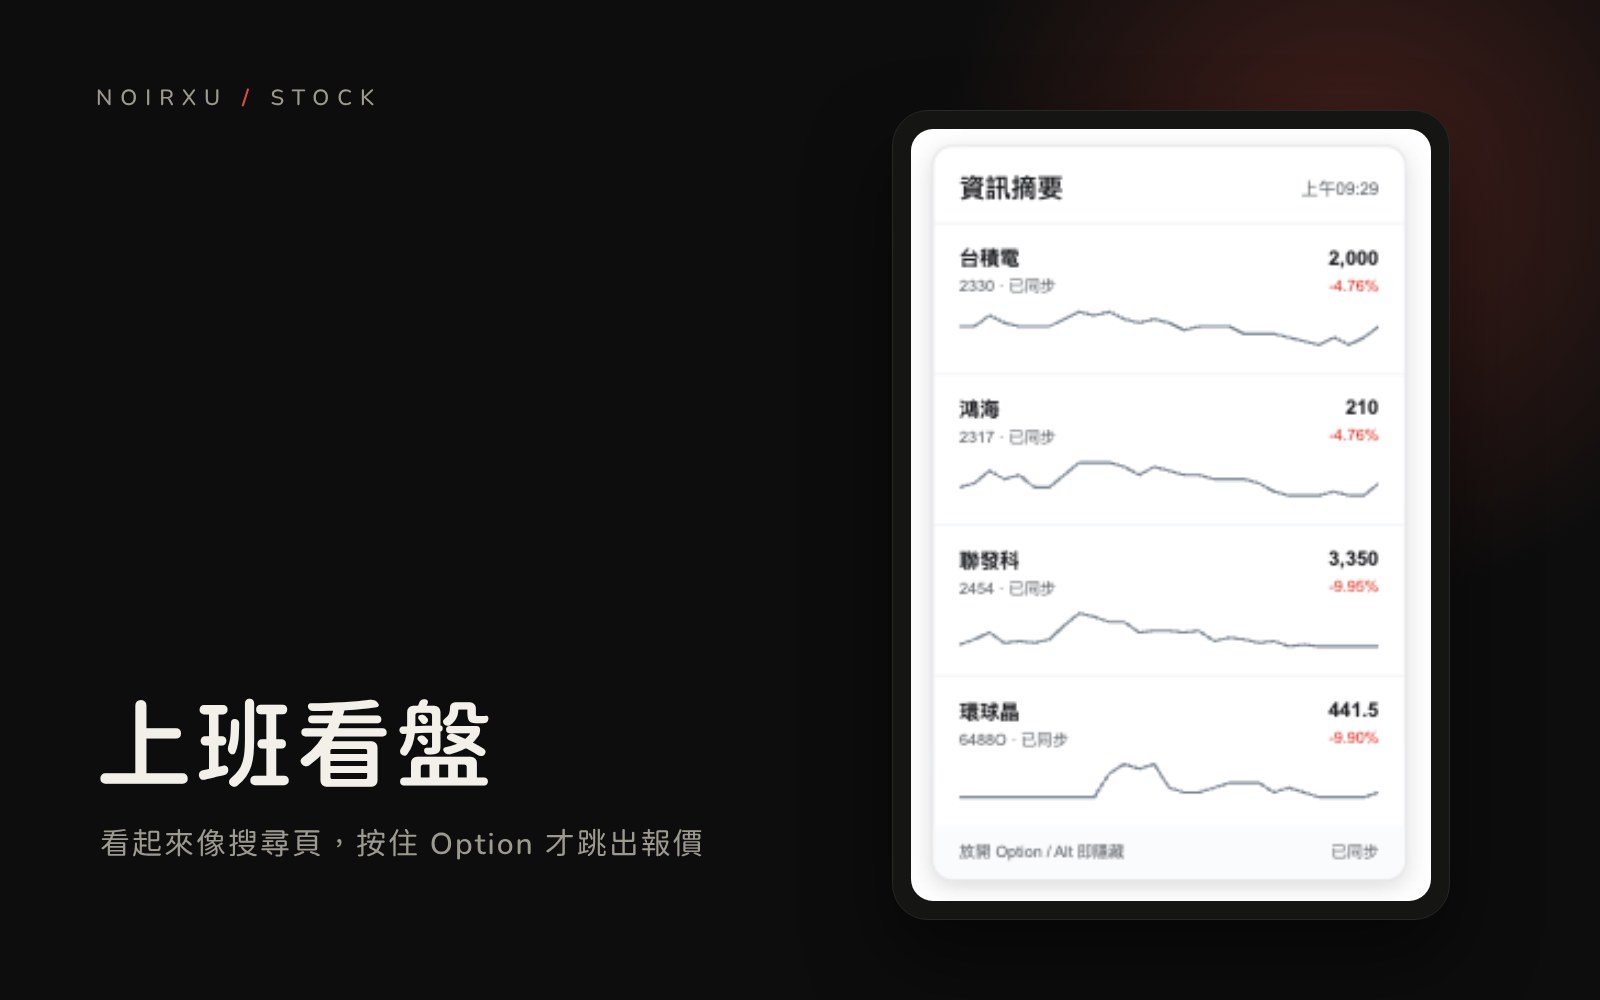 NOIRXU / STOCK
上班看盤
看起來像搜尋頁，按住 Option 才跳出報價
資訊摘要
上午09:29
台積電
2,000
2330 · 已同步
-4.76%
鴻海
210
2317 · 已同步
-4.76%
聯發科
3,350
2454 · 已同步
-9.95%
環球晶
441.5
6488O · 已同步
-9.90%
放開 Option / Alt 即隱藏
已同步